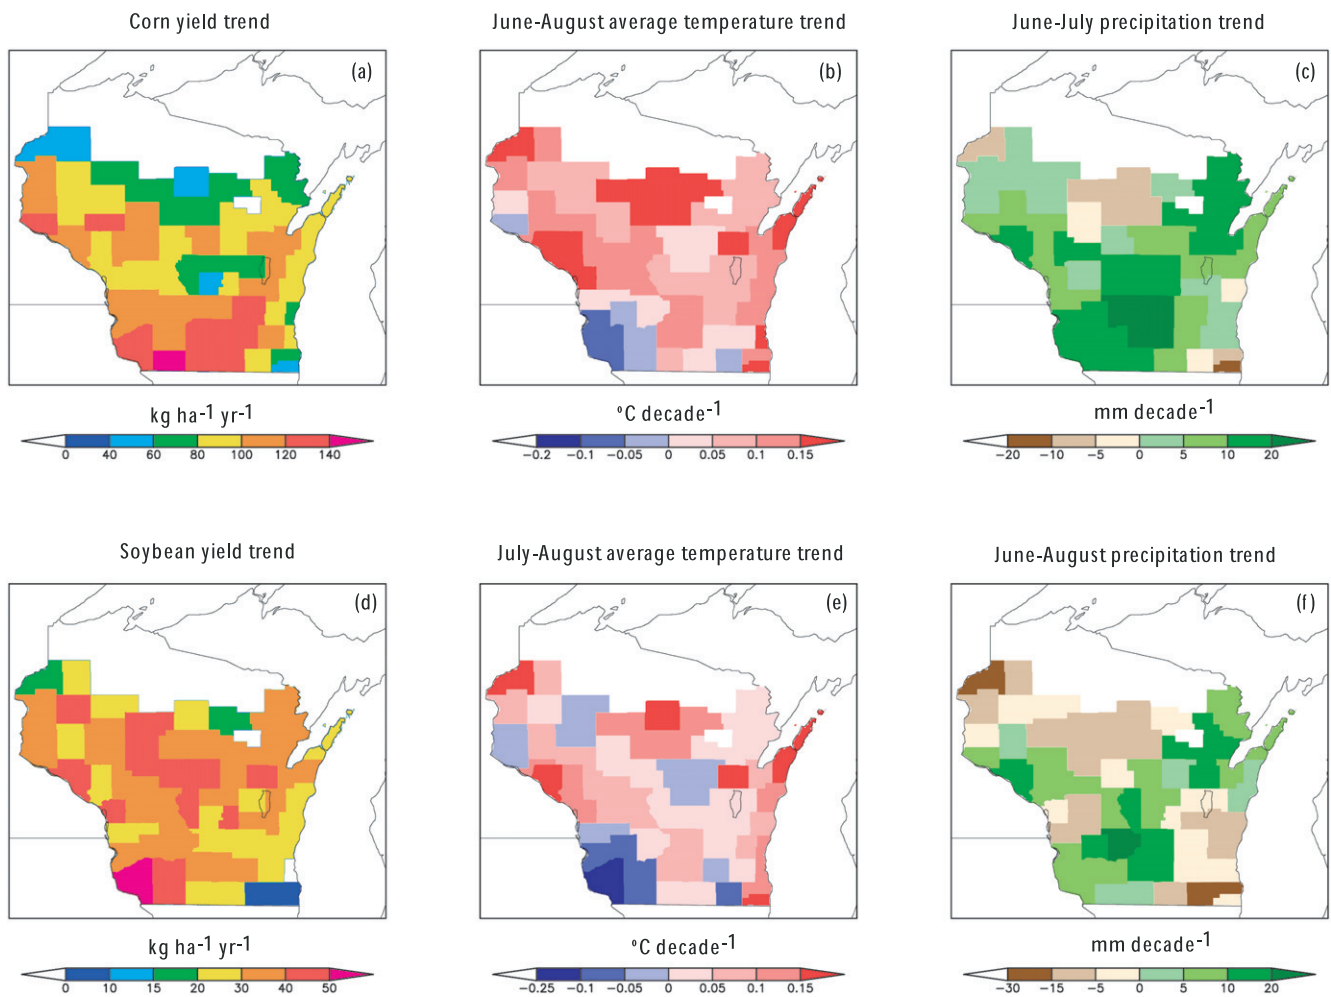 Corn yield trend
June-August average temperature trend
June-July precipitation trend
(a)
(b)
(c)
kg ha-1 yr-1
ºC decade-1
mm decade-1
0 40 60 80 100 120 140
−0.2 −0.1 −0.05 0 0.05 0.1 0.15
−20 −10 −5 0 5 10 20
Soybean yield trend
July-August average temperature trend
June-August precipitation trend
(d)
(e)
(f)
kg ha-1 yr-1
ºC decade-1
mm decade-1
0 10 15 20 30 40 50
−0.25 −0.1 −0.05 0 0.05 0.1 0.15
−30 −15 −5 0 5 10 20